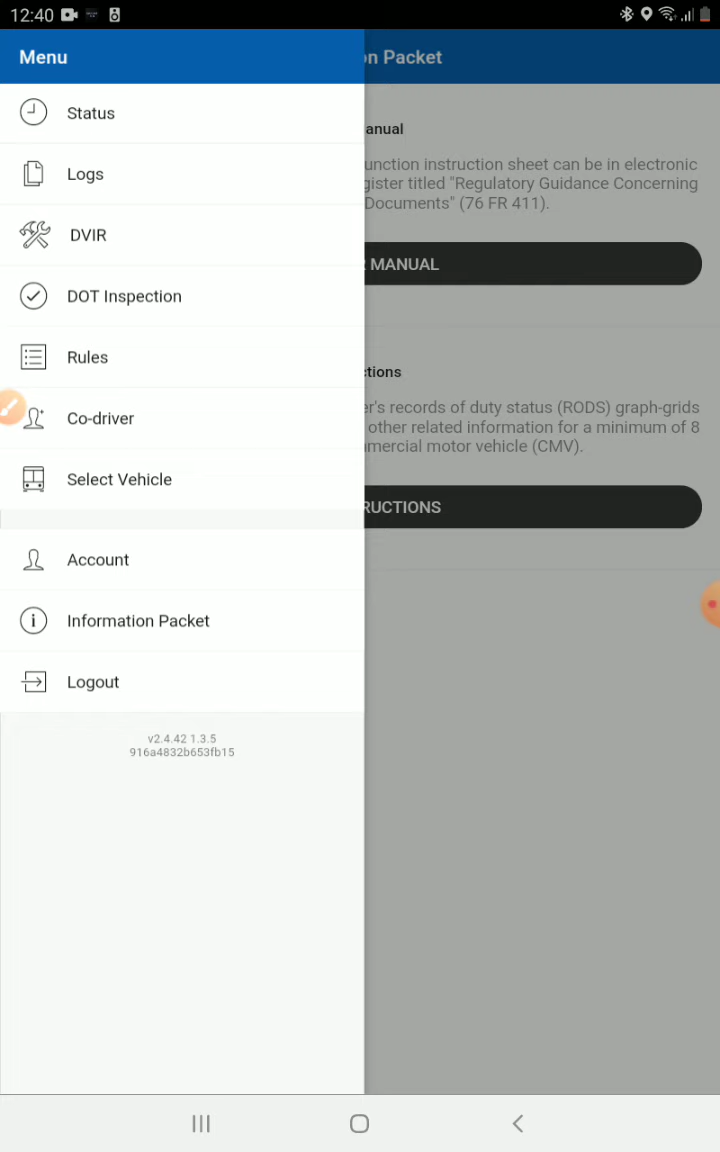 12:40
Menu
on Packet
Status
Logs
DVIR
DOT Inspection
Rules
Co-driver
Select Vehicle
Account
Information Packet
Logout
v2.4.42 1.3.5
916a4832b653fb15
anual
unction instruction sheet can be in electronic
gister titled "Regulatory Guidance Concerning
Documents" (76 FR 411).
R MANUAL
ctions
er's records of duty status (RODS) graph-grids
other related information for a minimum of 8
mmercial motor vehicle (CMV).
RUCTIONS